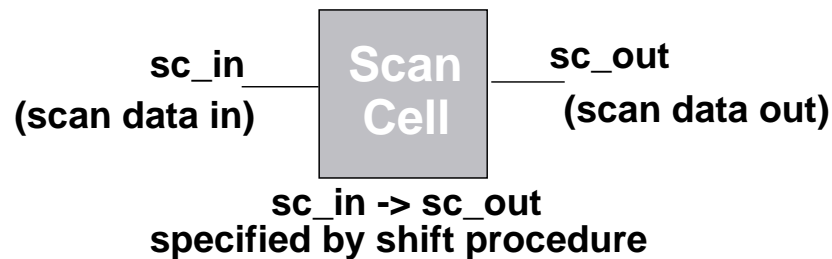 sc_in
(scan data in)
Scan
Cell
sc_out
(scan data out)
sc_in -> sc_out
specified by shift procedure